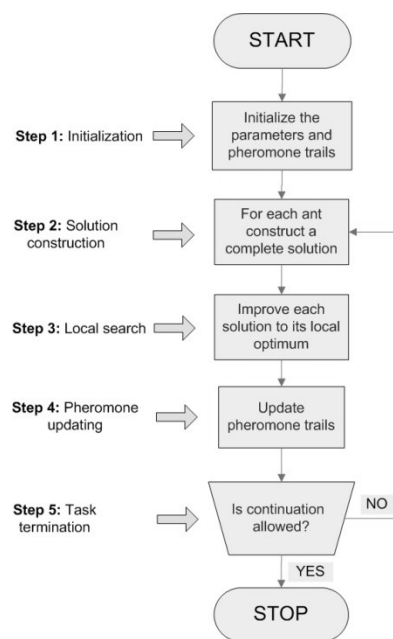 START
Step 1: Initialization
Initialize the
parameters and
pheromone trails
Step 2: Solution
construction
For each ant
construct a
complete solution
Step 3: Local search
Improve each
solution to its local
optimum
Step 4: Pheromone
updating
Update
pheromone trails
Step 5: Task
termination
Is continuation
allowed?
NO
YES
STOP